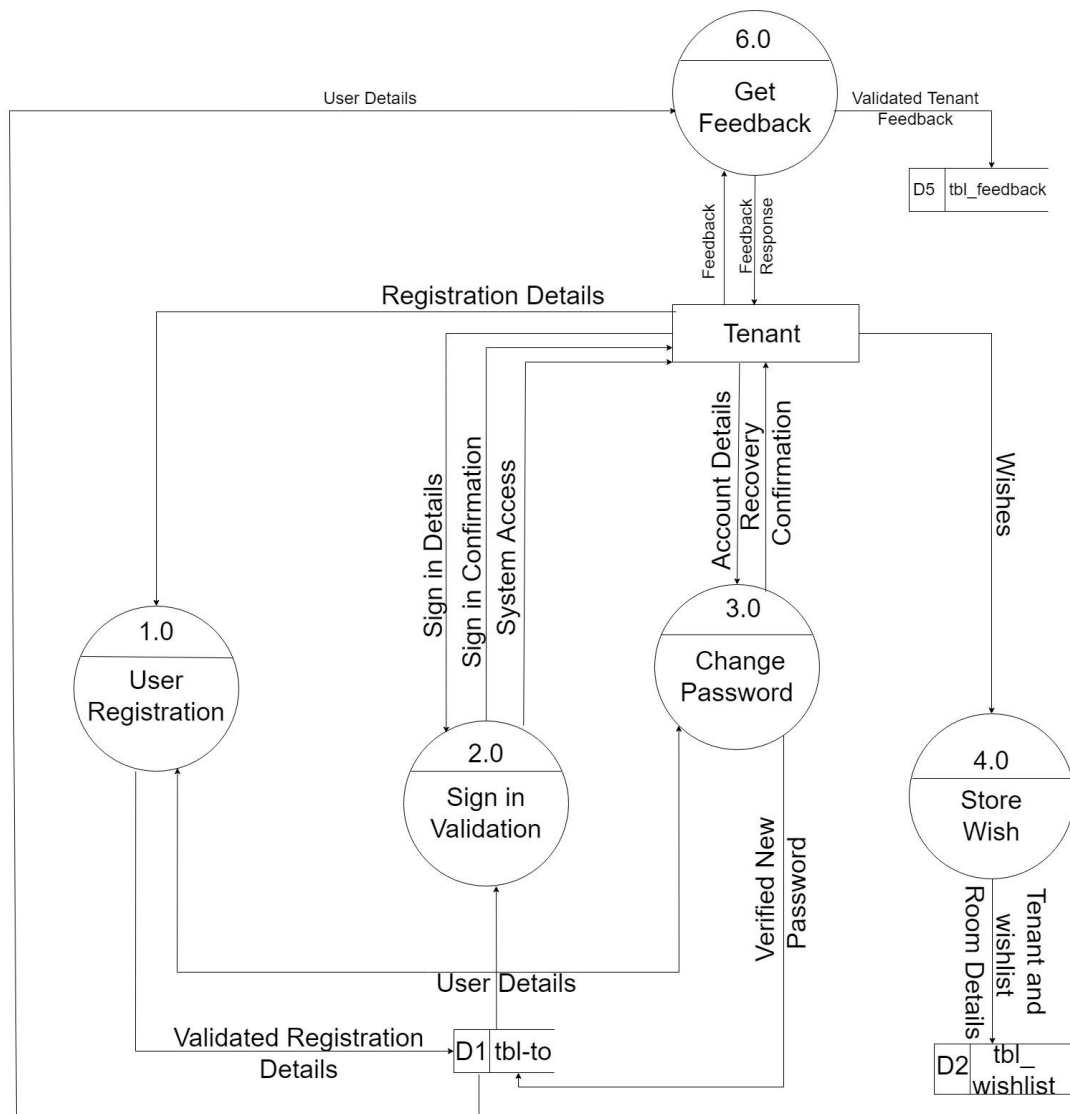 6.0
Get
Feedback
User Details
Validated Tenant
Feedback
D5
tbl_feedback
Feedback
Feedback
Response
Registration Details
Tenant
Sign in Details
Sign in Confirmation
System Access
Account Details
Recovery
Confirmation
Wishes
1.0
User
Registration
2.0
Sign in
Validation
3.0
Change
Password
4.0
Store
Wish
Verified New
Password
Tenant and
wishlist
Room Details
User Details
Validated Registration
Details
D1
tbl-to
D2
tbl_
wishlist